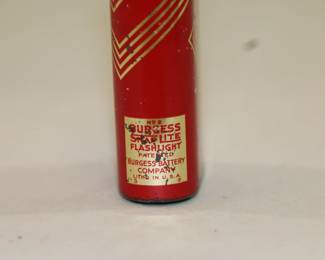 Nº 2
BURGESS
FLASHLIGHT
PATENTED
BURGESS BATTERY
COMPANY
LITHO IN U.S.A.